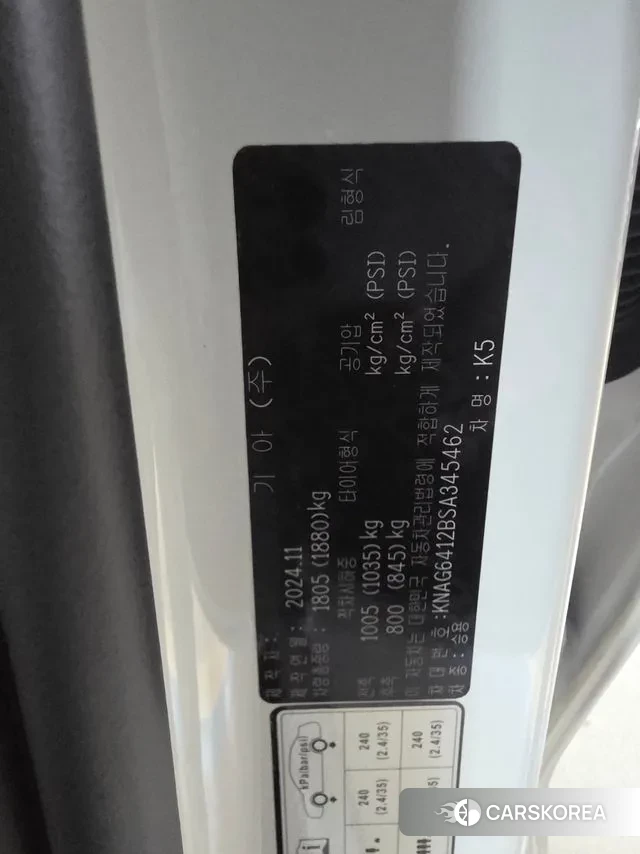 제작자: 기아(주)
제작연월: 2024.11
차량총중량: 1805(1880)kg
적차시하중 타이어형식 공기압 림형식
전축 1005(1035)kg kg/cm²(PSI)
후축 800(845)kg kg/cm²(PSI)
이 자동차는 대한민국 자동차관리법령에 적합하게 제작되었습니다.
차대번호:KNAG6412BSA345462
차종:승용 차명:K5
kPa(bar/psi)
240 (2.4/35) 240 (2.4/35)
240 (2.4/35)
CARSKOREA